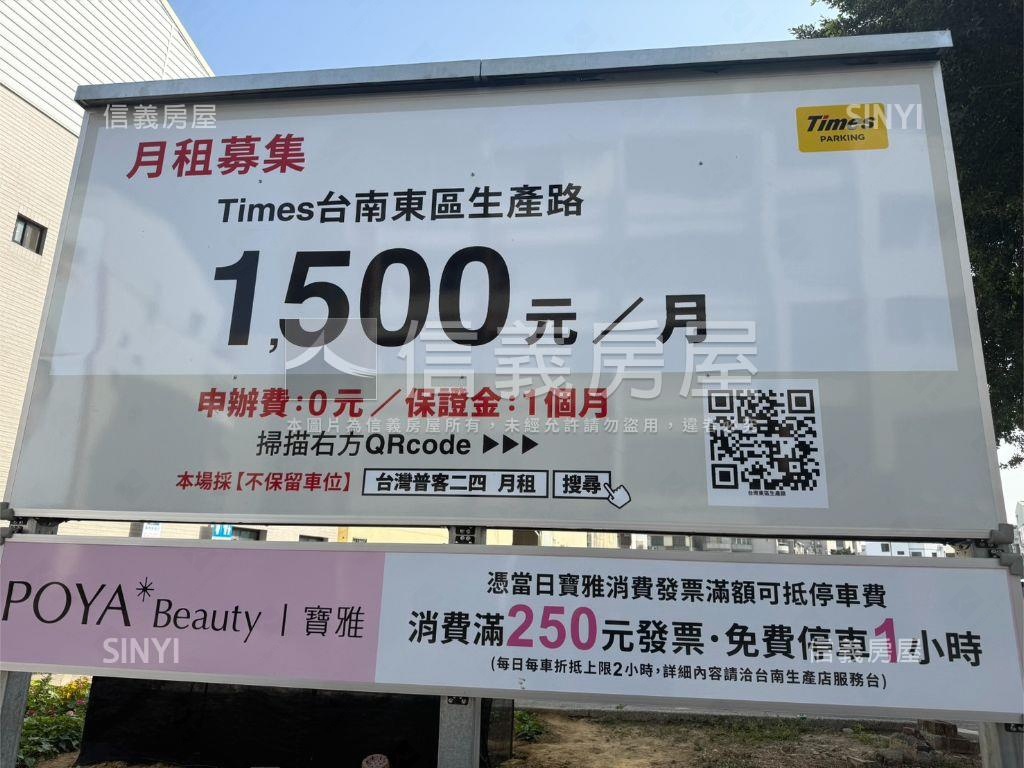 信義房屋
SINYI
Times
PARKING
月租募集
Times台南東區生產路
1,500元/月
信義房屋
申辦費:0元/保證金:1個月
本圖片為信義房屋所有,未經允許請勿盜用,違者必究
掃描右方QRcode ▶▶▶
本場採【不保留車位】 台灣普客二四 月租 搜尋
台南東區生產路
POYA* Beauty | 寶雅
憑當日寶雅消費發票滿額可抵停車費
消費滿250元發票·免費停車1小時
(每日每車折抵上限2小時,詳細內容請洽台南生產店服務台)
SINYI
信義房屋